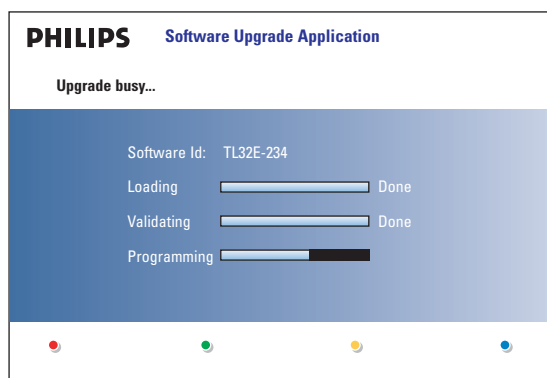 PHILIPS Software Upgrade Application
Upgrade busy...
Software Id: TL32E-234
Loading Done
Validating Done
Programming